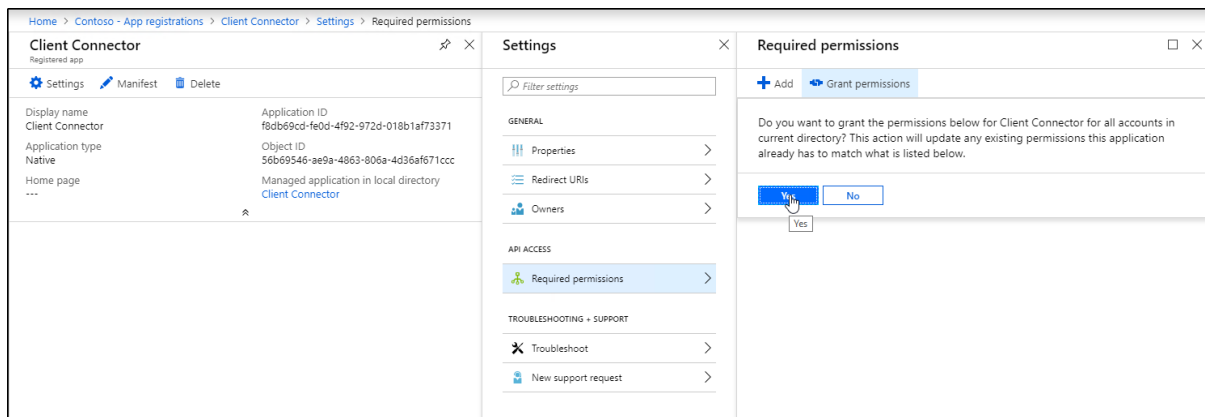 Home > Contoso - App registrations > Client Connector > Settings > Required permissions
Client Connector
Registered app
Settings Manifest Delete
Display name
Client Connector
Application ID
f8db69cd-fe0d-4f92-972d-018b1af73371
Application type
Native
Object ID
56b69546-ae9a-4863-806a-4d36af671ccc
Home page
---
Managed application in local directory
Client Connector
Settings
Filter settings
GENERAL
Properties
Redirect URIs
Owners
API ACCESS
Required permissions
TROUBLESHOOTING + SUPPORT
Troubleshoot
New support request
Required permissions
Add Grant permissions
Do you want to grant the permissions below for Client Connector for all accounts in
current directory? This action will update any existing permissions this application
already has to match what is listed below.
Yes No
Yes